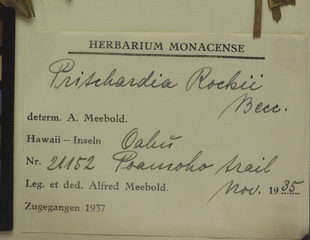 HERBARIUM MONACENSE
Pritschardia Rockii
Becc.
determ. A. Meebold.
Hawaii – Inseln Oahu
Nr. 21152 Poamoho trail
Leg. et ded. Alfred Meebold. Nov. 1935
Zugegangen 1937